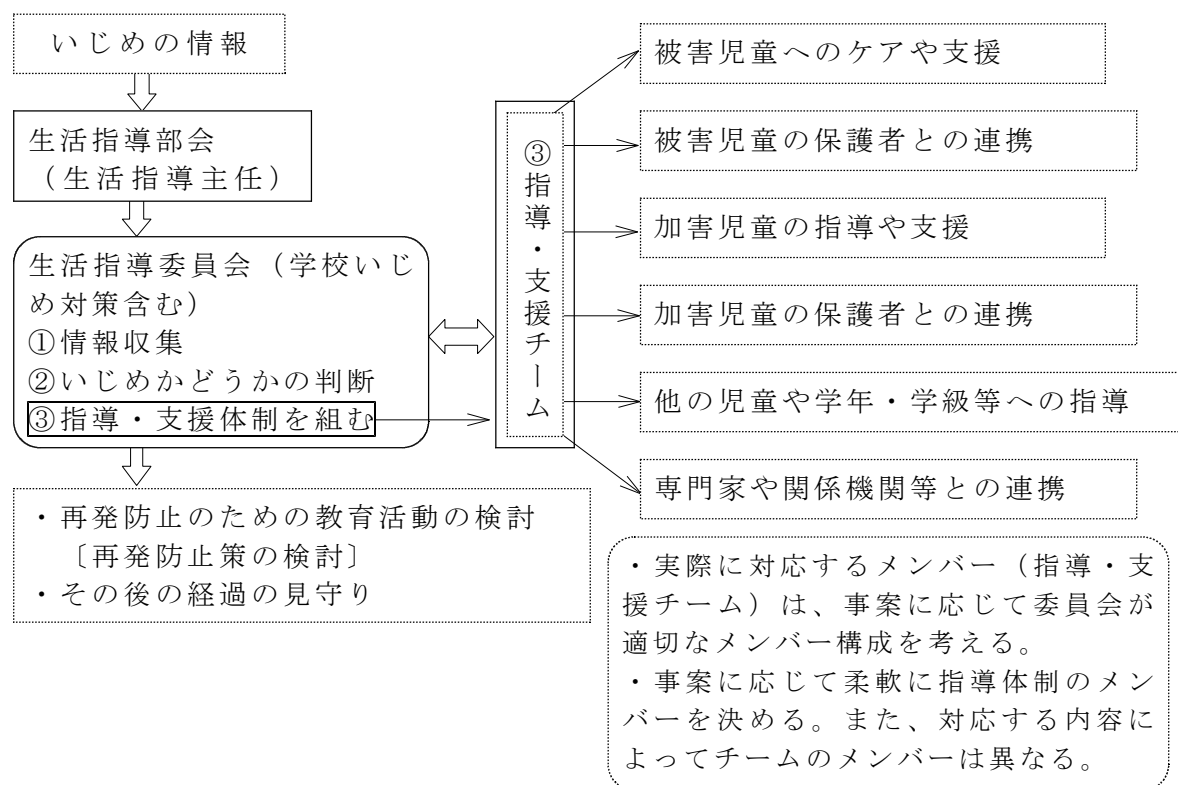 いじめの情報
生活指導部会
（生活指導主任）
生活指導委員会（学校いじ
め対策含む）
①情報収集
②いじめかどうかの判断
③指導・支援体制を組む
・再発防止のための教育活動の検討
〔再発防止策の検討〕
・その後の経過の見守り
③指導・支援チーム
被害児童へのケアや支援
被害児童の保護者との連携
加害児童の指導や支援
加害児童の保護者との連携
他の児童や学年・学級等への指導
専門家や関係機関等との連携
・実際に対応するメンバー（指導・支
援チーム）は、事案に応じて委員会が
適切なメンバー構成を考える。
・事案に応じて柔軟に指導体制のメン
バーを決める。また、対応する内容に
よってチームのメンバーは異なる。